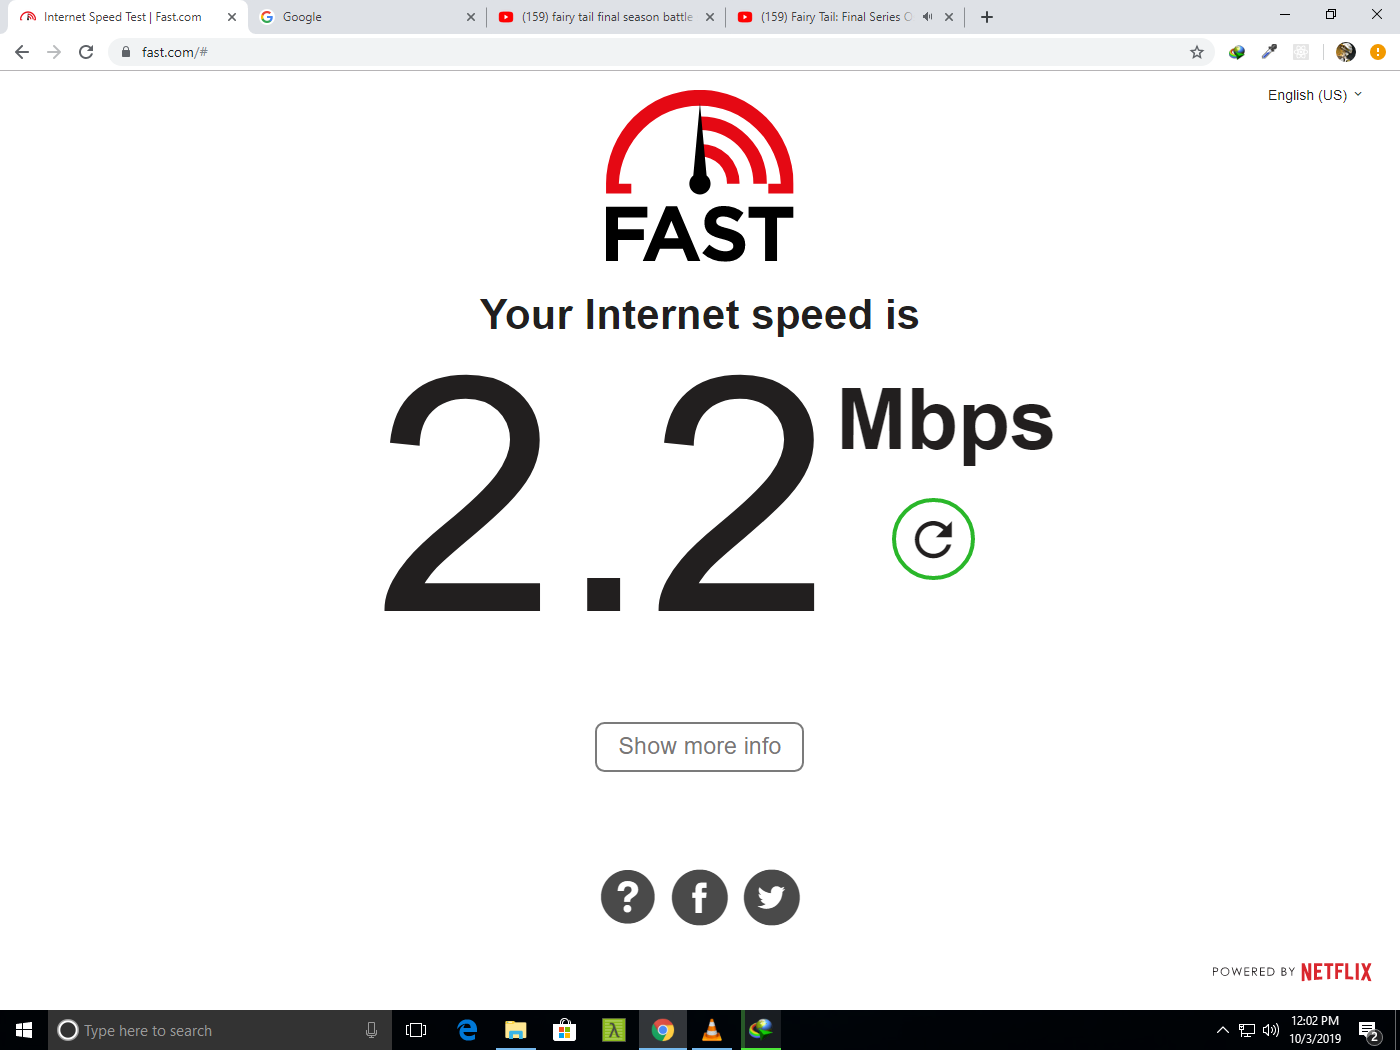 Internet Speed Test | Fast.com
Google
(159) fairy tail final season battle
(159) Fairy Tail: Final Series O
fast.com/#
English (US)
FAST
Your Internet speed is
2.2 Mbps
Show more info
?
f
POWERED BY NETFLIX
Type here to search
12:02 PM
10/3/2019
2